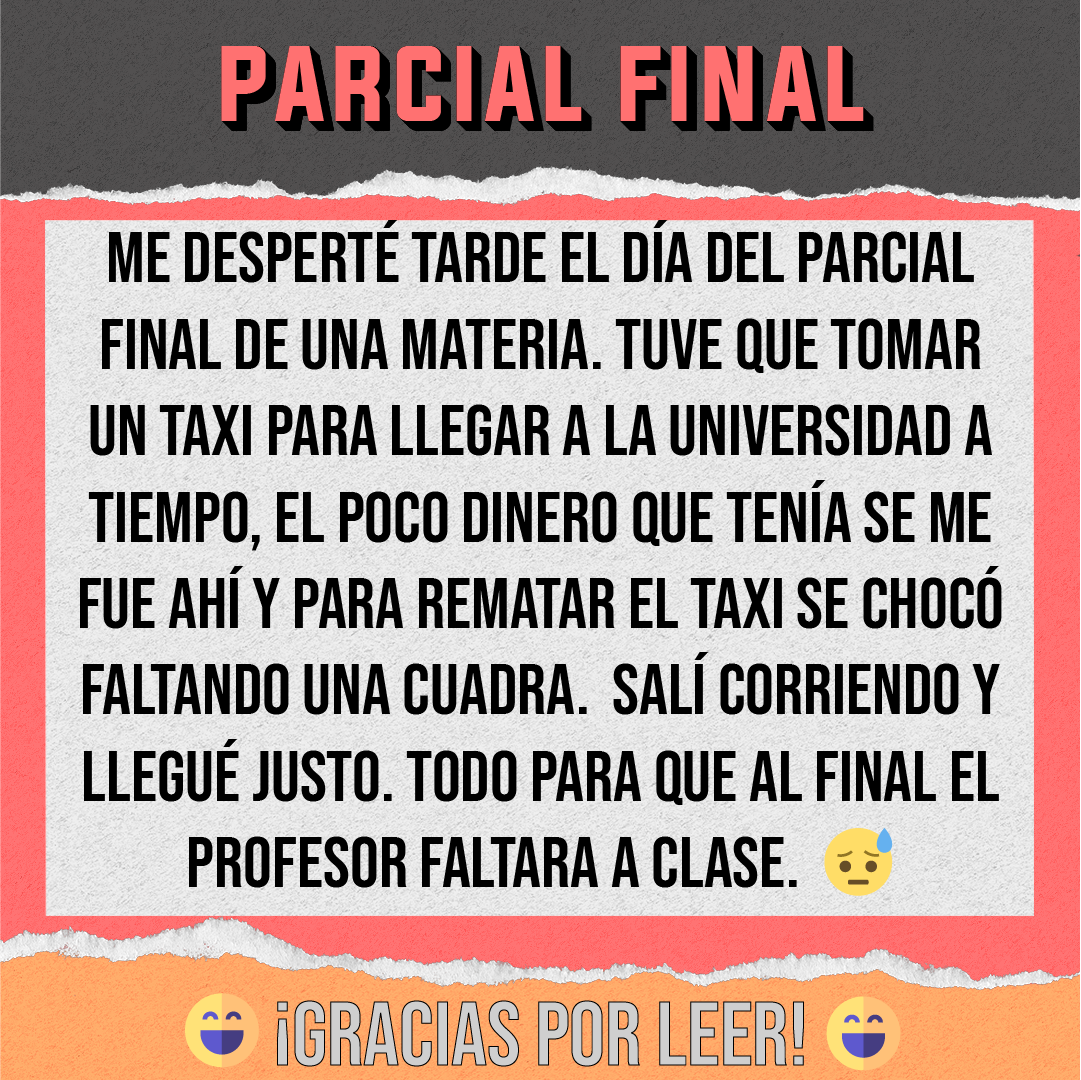 PARCIAL FINAL
ME DESPERTÉ TARDE EL DÍA DEL PARCIAL
FINAL DE UNA MATERIA. TUVE QUE TOMAR
UN TAXI PARA LLEGAR A LA UNIVERSIDAD A
TIEMPO, EL POCO DINERO QUE TENÍA SE ME
FUE AHÍ Y PARA REMATAR EL TAXI SE CHOCÓ
FALTANDO UNA CUADRA. SALÍ CORRIENDO Y
LLEGUÉ JUSTO. TODO PARA QUE AL FINAL EL
PROFESOR FALTARA A CLASE. 😓
😄 ¡GRACIAS POR LEER! 😄